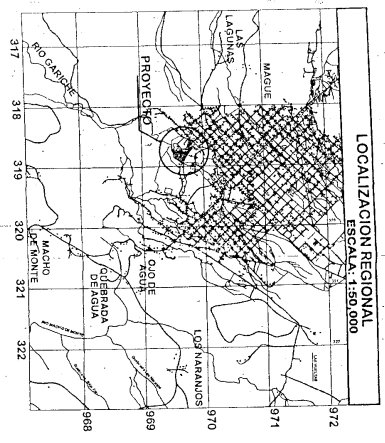 LOCALIZACION REGIONAL
ESCALA: 1:50,000
317
318
319
320
321
322
972
971
970
969
968
MAGUE
LAS
LAGUNAS
RIO GARICHE
PROYECTO
OJO DE
AGUA
QUEBRADA
DE AGUA
MACHO
DE MONTE
LOS NARANJOS